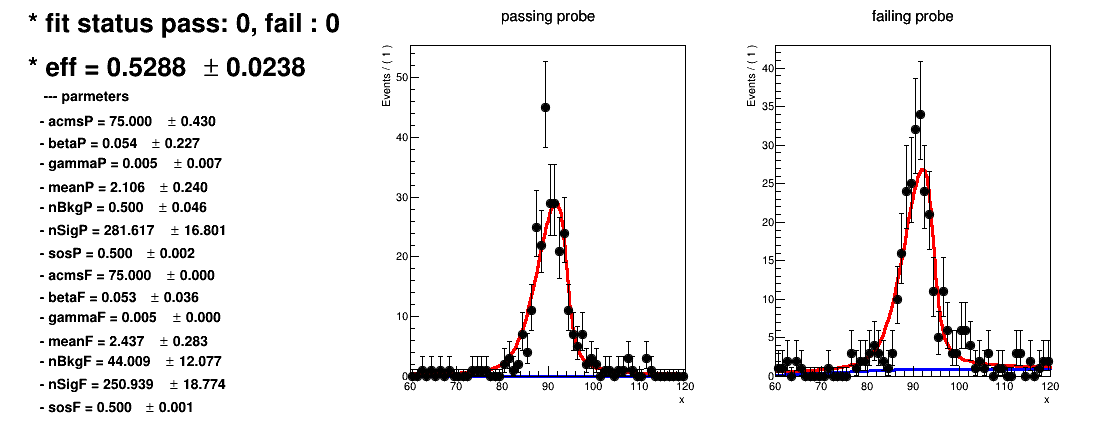 * fit status pass: 0, fail : 0
* eff = 0.5288 ± 0.0238
--- parmeters
- acmsP = 75.000 ± 0.430
- betaP = 0.054 ± 0.227
- gammaP = 0.005 ± 0.007
- meanP = 2.106 ± 0.240
- nBkgP = 0.500 ± 0.046
- nSigP = 281.617 ± 16.801
- sosP = 0.500 ± 0.002
- acmsF = 75.000 ± 0.000
- betaF = 0.053 ± 0.036
- gammaF = 0.005 ± 0.000
- meanF = 2.437 ± 0.283
- nBkgF = 44.009 ± 12.077
- nSigF = 250.939 ± 18.774
- sosF = 0.500 ± 0.001
passing probe
Events / ( 1 )
50
40
30
20
10
0
60 70 80 90 100 110 120
x
failing probe
Events / ( 1 )
40
35
30
25
20
15
10
5
0
60 70 80 90 100 110 120
x